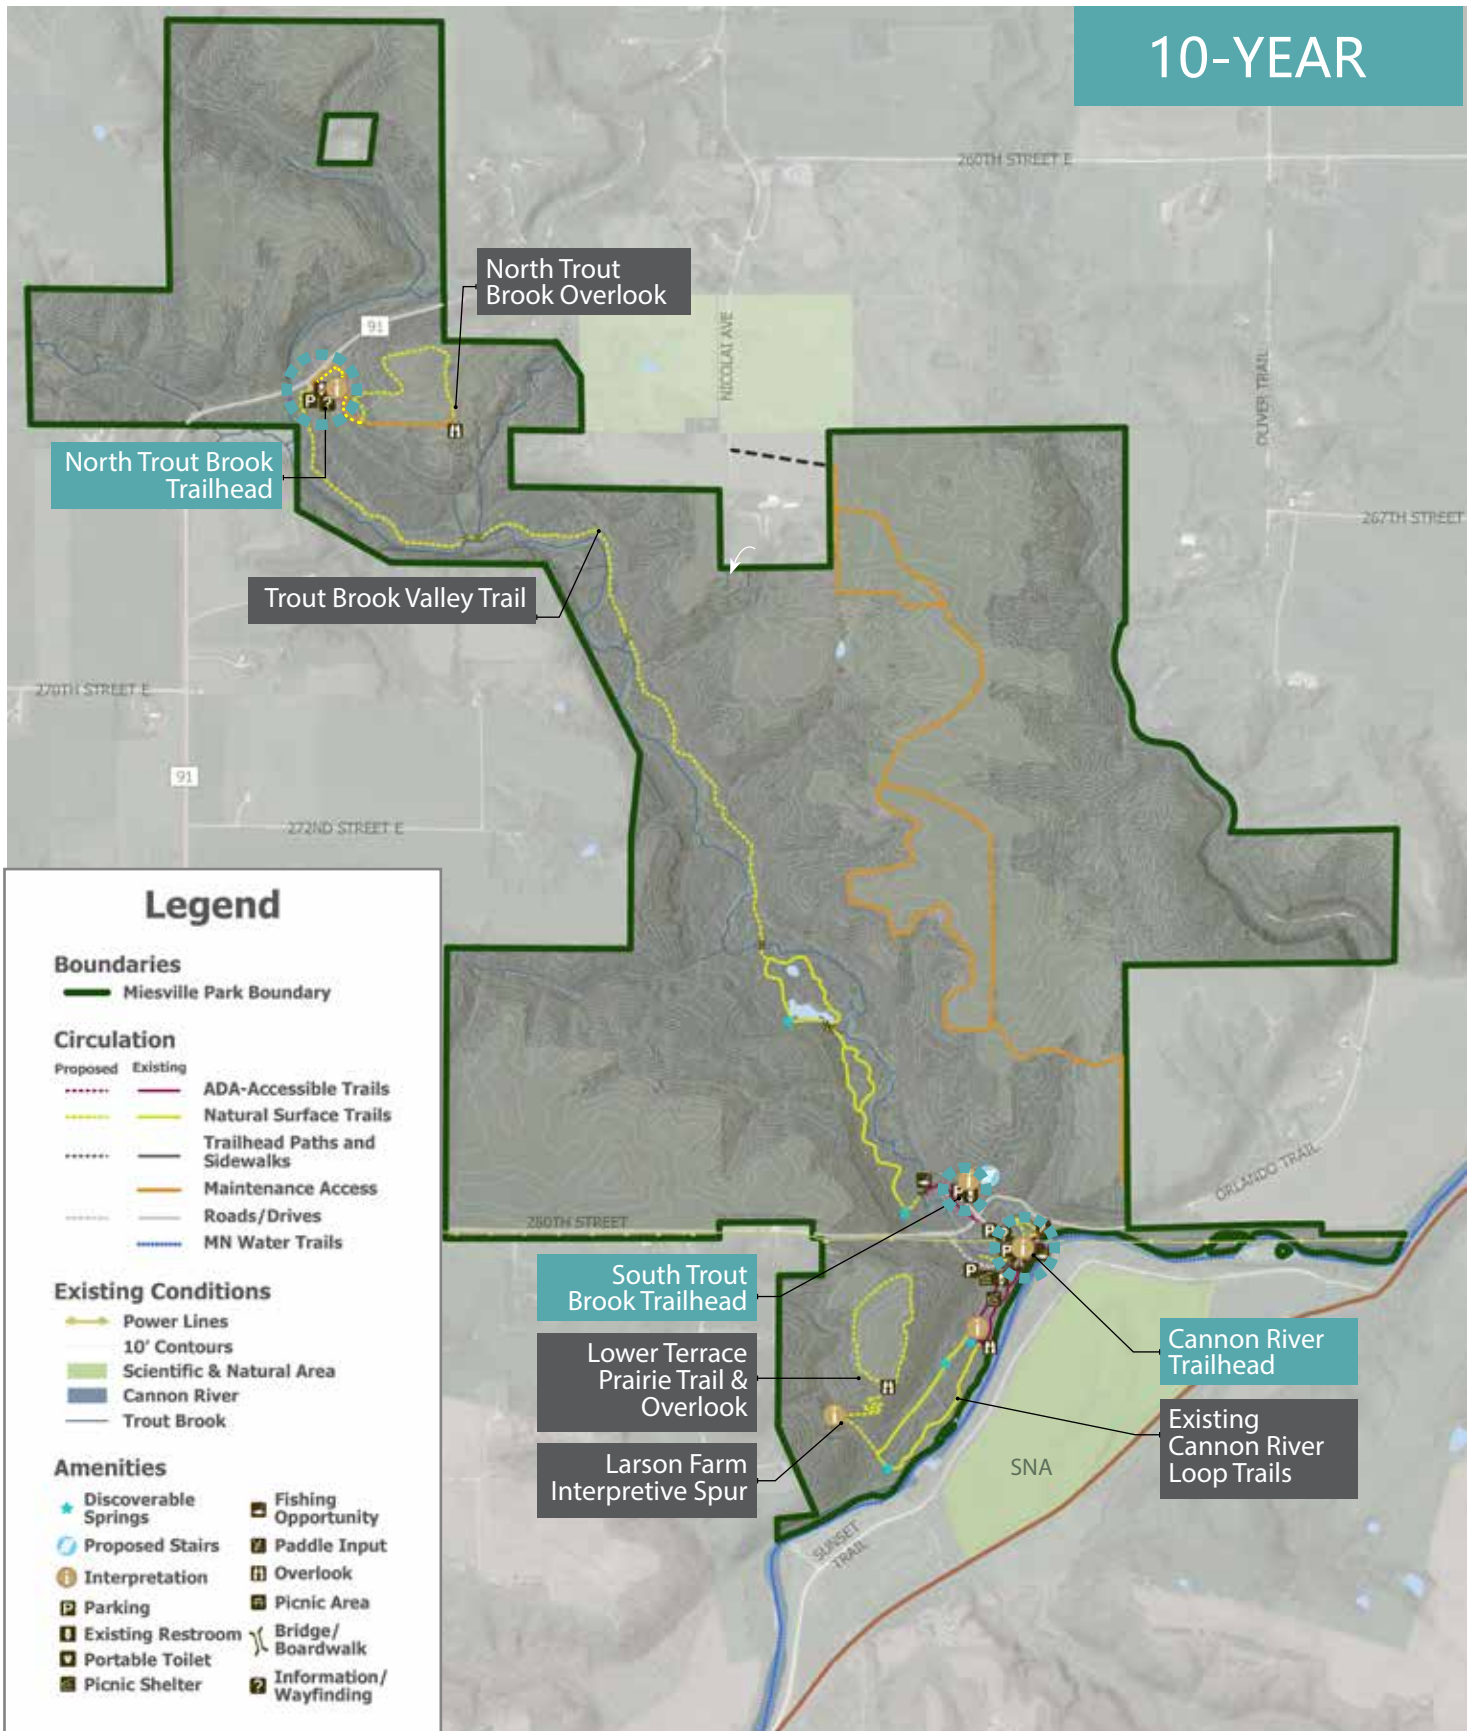 10-YEAR
260TH STREET E
North Trout
Brook Overlook
91
NICOLAI AVE
OLIVER TRAIL
P
?
i
North Trout Brook
Trailhead
267TH STREET
Trout Brook Valley Trail
270TH STREET E
91
272ND STREET E
Legend
Boundaries
Miesville Park Boundary
Circulation
Proposed Existing
ADA-Accessible Trails
Natural Surface Trails
Trailhead Paths and
Sidewalks
Maintenance Access
Roads/Drives
MN Water Trails
Existing Conditions
Power Lines
10' Contours
Scientific & Natural Area
Cannon River
Trout Brook
Amenities
Discoverable
Springs
Proposed Stairs
i Interpretation
P Parking
Existing Restroom
Portable Toilet
Picnic Shelter
Fishing
Opportunity
Paddle Input
Overlook
Picnic Area
Bridge/
Boardwalk
? Information/
Wayfinding
ORLANDO TRAIL
280TH STREET
South Trout
Brook Trailhead
P
P
i
P
i
Lower Terrace
Prairie Trail &
Overlook
Cannon River
Trailhead
i
Larson Farm
Interpretive Spur
Existing
Cannon River
Loop Trails
SNA
SUNSET
TRAIL